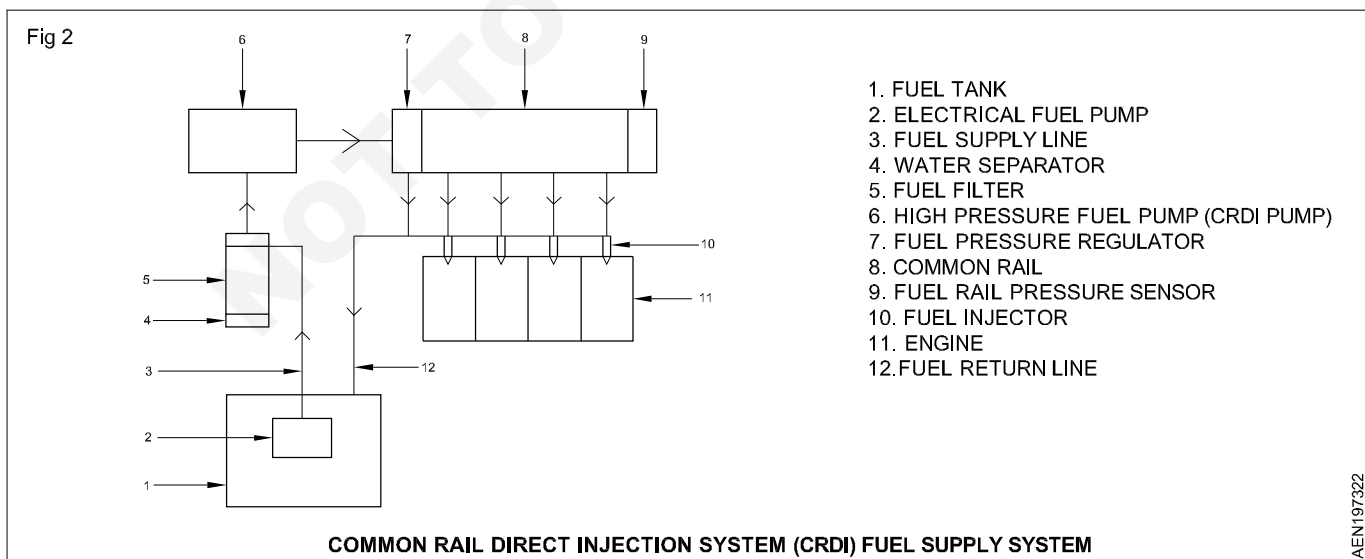 Fig 2
6
7
8
9
5
4
3
2
1
12
10
11
NOT TO
1. FUEL TANK
2. ELECTRICAL FUEL PUMP
3. FUEL SUPPLY LINE
4. WATER SEPARATOR
5. FUEL FILTER
6. HIGH PRESSURE FUEL PUMP (CRDI PUMP)
7. FUEL PRESSURE REGULATOR
8. COMMON RAIL
9. FUEL RAIL PRESSURE SENSOR
10. FUEL INJECTOR
11. ENGINE
12.FUEL RETURN LINE
COMMON RAIL DIRECT INJECTION SYSTEM (CRDI) FUEL SUPPLY SYSTEM
AEN197322